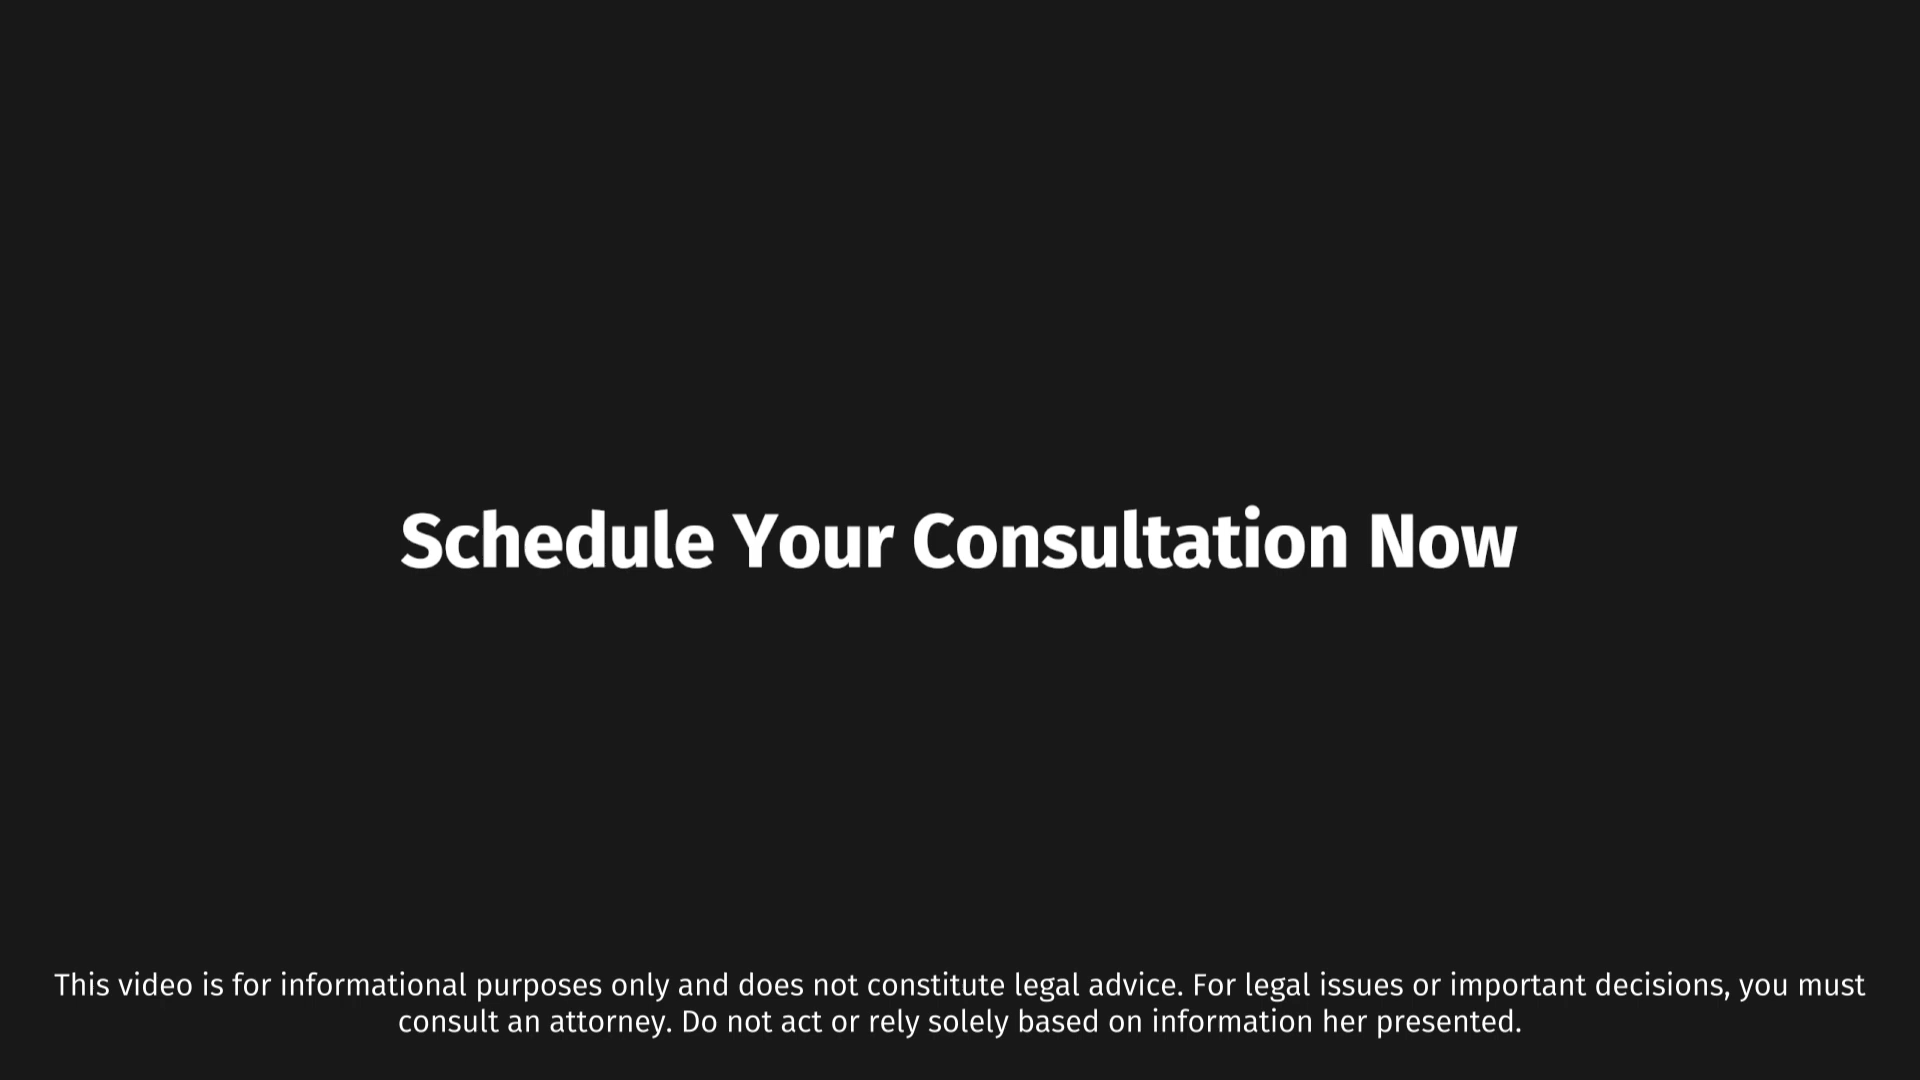 Schedule Your Consultation Now
This video is for informational purposes only and does not constitute legal advice. For legal issues or important decisions, you must
consult an attorney. Do not act or rely solely based on information her presented.